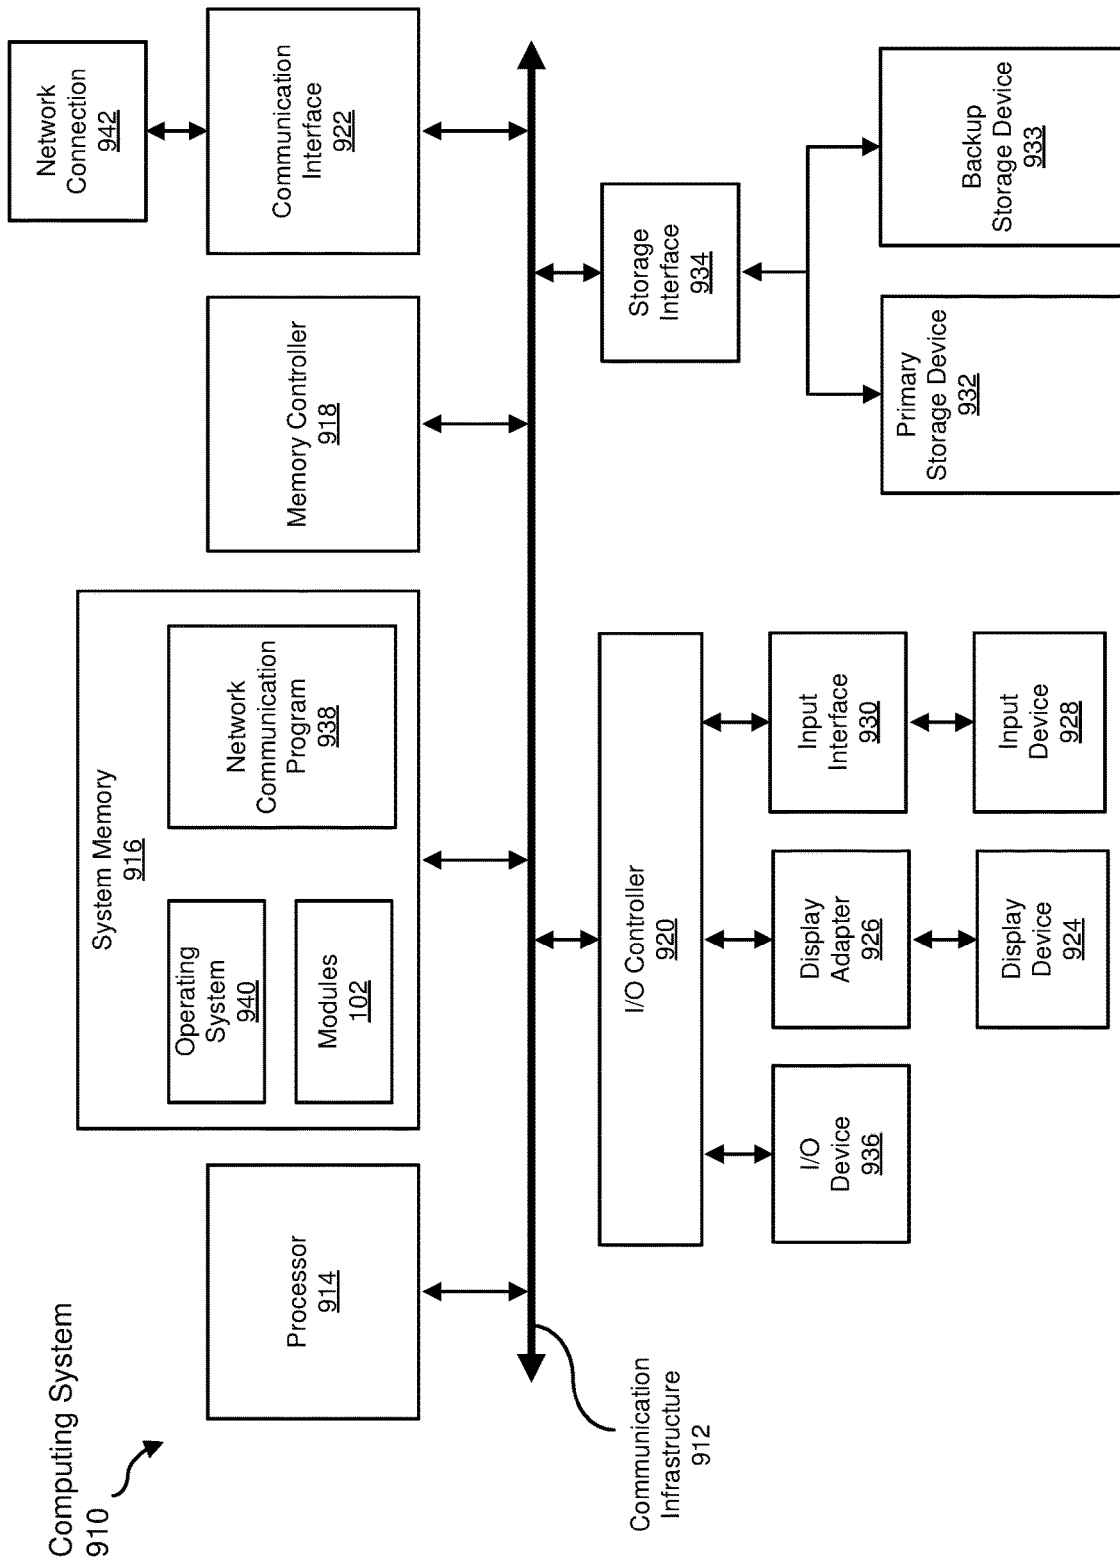 Computing System
910
Processor
914
System Memory
916
Operating
System
940
Modules
102
Network
Communication
Program
938
Memory Controller
918
Communication
Interface
922
Network
Connection
942
Communication
Infrastructure
912
I/O Controller
920
I/O
Device
936
Display
Adapter
926
Display
Device
924
Input
Interface
930
Input
Device
928
Storage
Interface
934
Primary
Storage Device
932
Backup
Storage Device
933